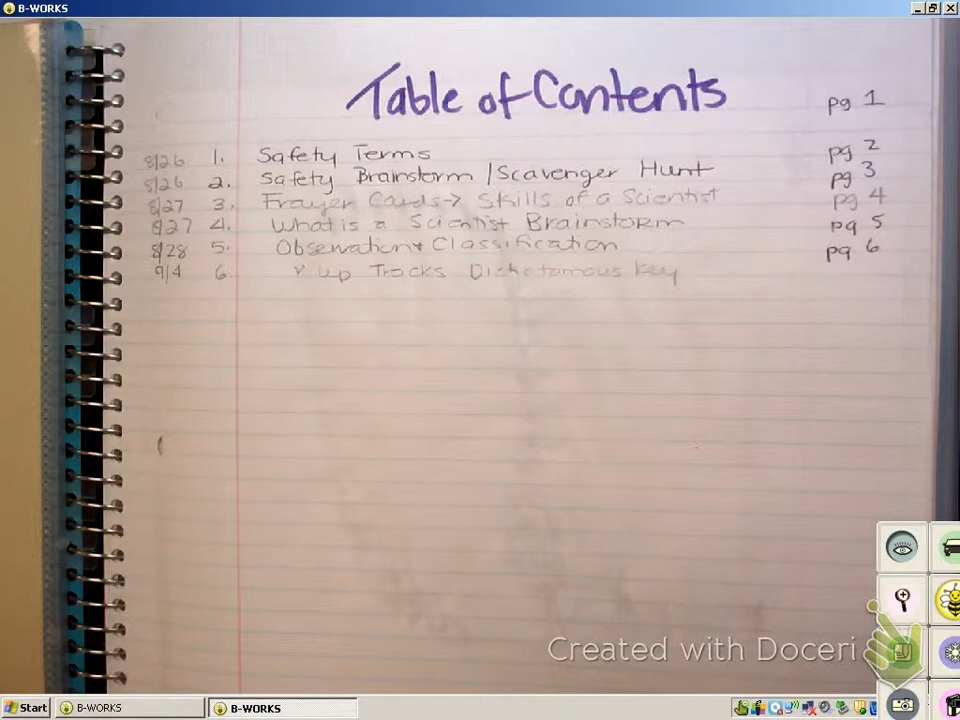 B-WORKS
Table of Contents
pg 1
8/26 1. Safety Terms pg 2
8/26 2. Safety Brainstorm / Scavenger Hunt pg 3
8/27 3. Frayer Cards -> Skills of a Scientist pg 4
8/27 4. What is a Scientist Brainstorm pg 5
8/28 5. Observation + Classification pg 6
9/4 6. up Tracks Dichotomous key
Created with Doceri
Start B-WORKS B-WORKS